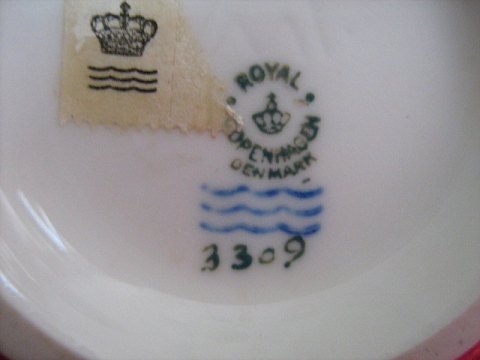 ROYAL
COPENHAGEN
DENMARK
3309